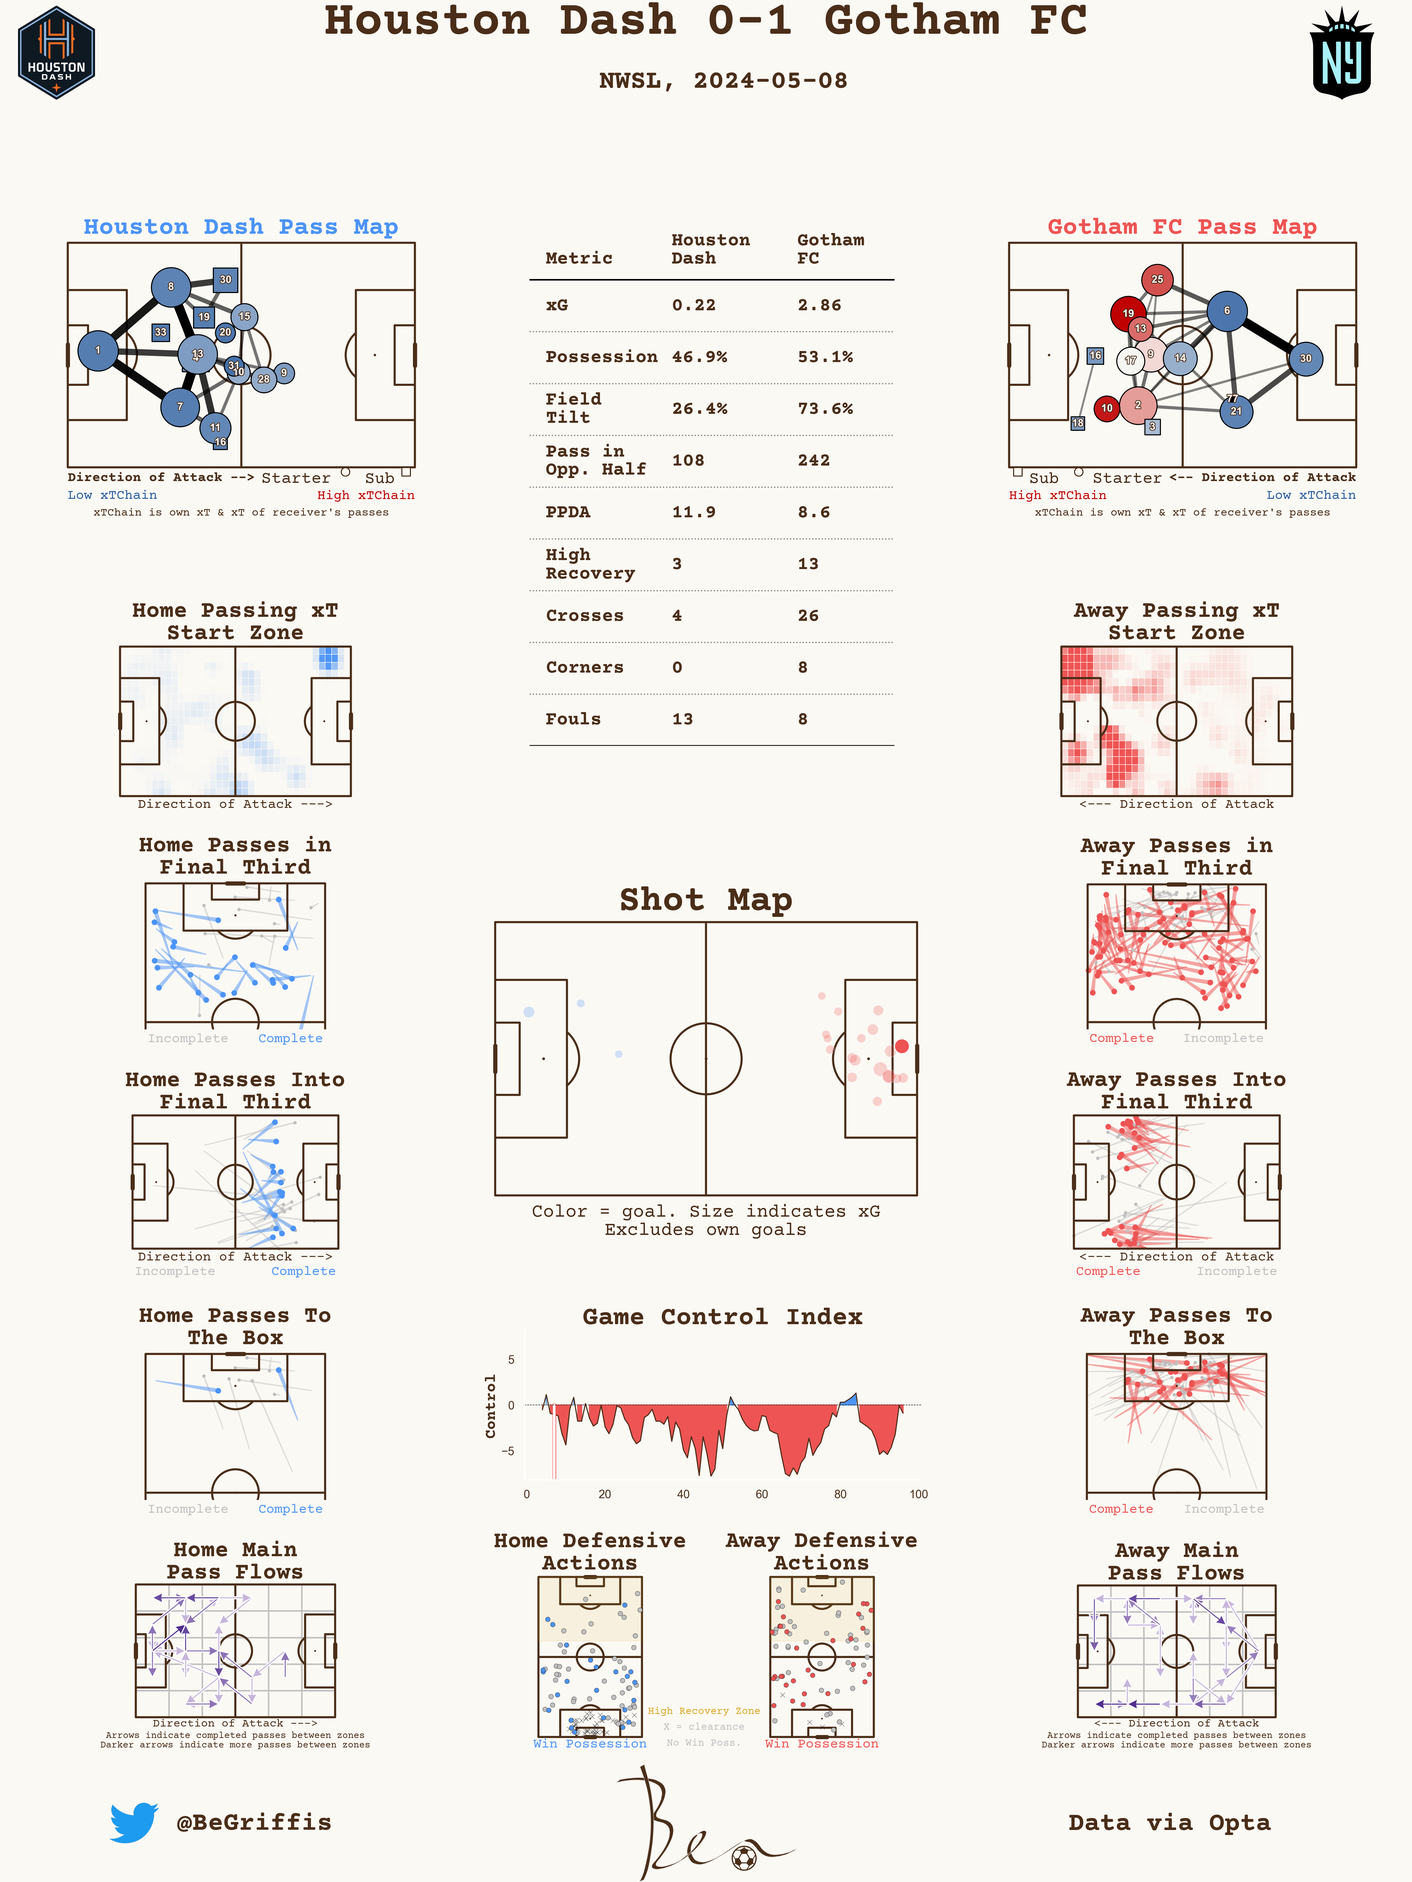 Houston Dash 0-1 Gotham FC
NWSL, 2024-05-08
HOUSTON
DASH
NY
Houston Dash Pass Map
8
30
19
15
33
20
1
13
31
10
28
9
7
11
16
Direction of Attack --> Starter Sub
Low xTChain High xTChain
xTChain is own xT & xT of receiver's passes
Metric Houston Dash Gotham FC
xG 0.22 2.86
Possession 46.9% 53.1%
Field Tilt 26.4% 73.6%
Pass in Opp. Half 108 242
PPDA 11.9 8.6
High Recovery 3 13
Crosses 4 26
Corners 0 8
Fouls 13 8
Gotham FC Pass Map
25
19
6
13
16
17
9
14
30
10
2
77
21
18
3
Sub Starter <-- Direction of Attack
High xTChain Low xTChain
xTChain is own xT & xT of receiver's passes
Home Passing xT
Start Zone
Direction of Attack --->
Away Passing xT
Start Zone
<--- Direction of Attack
Home Passes in
Final Third
Incomplete Complete
Away Passes in
Final Third
Complete Incomplete
Shot Map
Color = goal. Size indicates xG
Excludes own goals
Home Passes Into
Final Third
Direction of Attack --->
Incomplete Complete
Away Passes Into
Final Third
<--- Direction of Attack
Complete Incomplete
Home Passes To
The Box
Incomplete Complete
Game Control Index
Control
5
0
−5
0 20 40 60 80 100
Away Passes To
The Box
Complete Incomplete
Home Main
Pass Flows
Direction of Attack --->
Arrows indicate completed passes between zones
Darker arrows indicate more passes between zones
Home Defensive
Actions
Win Possession
High Recovery Zone
X = clearance
No Win Poss.
Away Defensive
Actions
Win Possession
Away Main
Pass Flows
<--- Direction of Attack
Arrows indicate completed passes between zones
Darker arrows indicate more passes between zones
@BeGriffis
Ben
Data via Opta